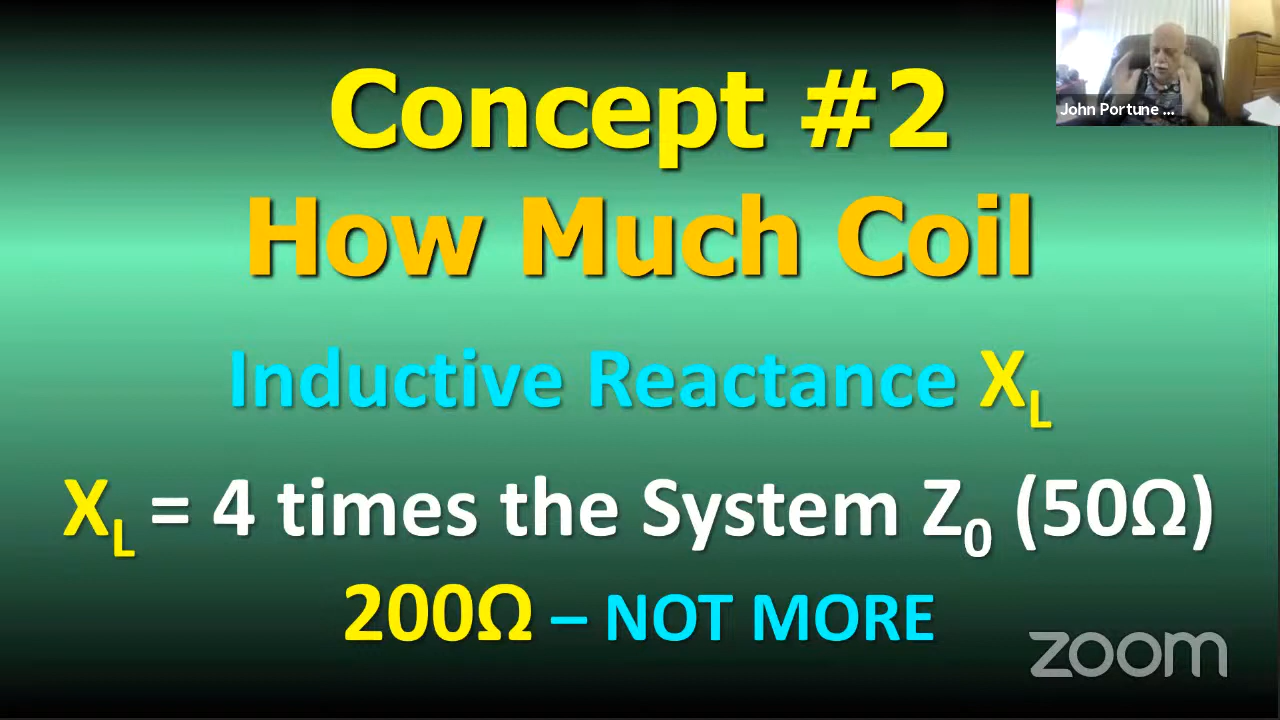 Concept #2
How Much Coil
Inductive Reactance XL
XL = 4 times the System Z0 (50Ω)
200Ω – NOT MORE
John Portune ...
zoom